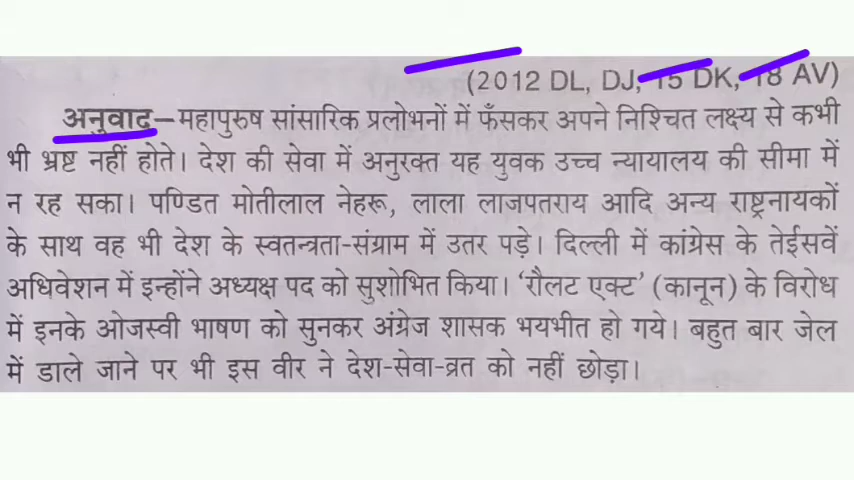 (2012 DL, DJ, 15 DK, 18 AV)
अनुवाद—महापुरुष सांसारिक प्रलोभनों में फँसकर अपने निश्चित लक्ष्य से कभी
भी भ्रष्ट नहीं होते। देश की सेवा में अनुरक्त यह युवक उच्च न्यायालय की सीमा में
न रह सका। पण्डित मोतीलाल नेहरू, लाला लाजपतराय आदि अन्य राष्ट्रनायकों
के साथ वह भी देश के स्वतन्त्रता-संग्राम में उतर पड़े। दिल्ली में कांग्रेस के तेईसवें
अधिवेशन में इन्होंने अध्यक्ष पद को सुशोभित किया। ‘रौलट एक्ट’ (कानून) के विरोध
में इनके ओजस्वी भाषण को सुनकर अंग्रेज शासक भयभीत हो गये। बहुत बार जेल
में डाले जाने पर भी इस वीर ने देश-सेवा-व्रत को नहीं छोड़ा।